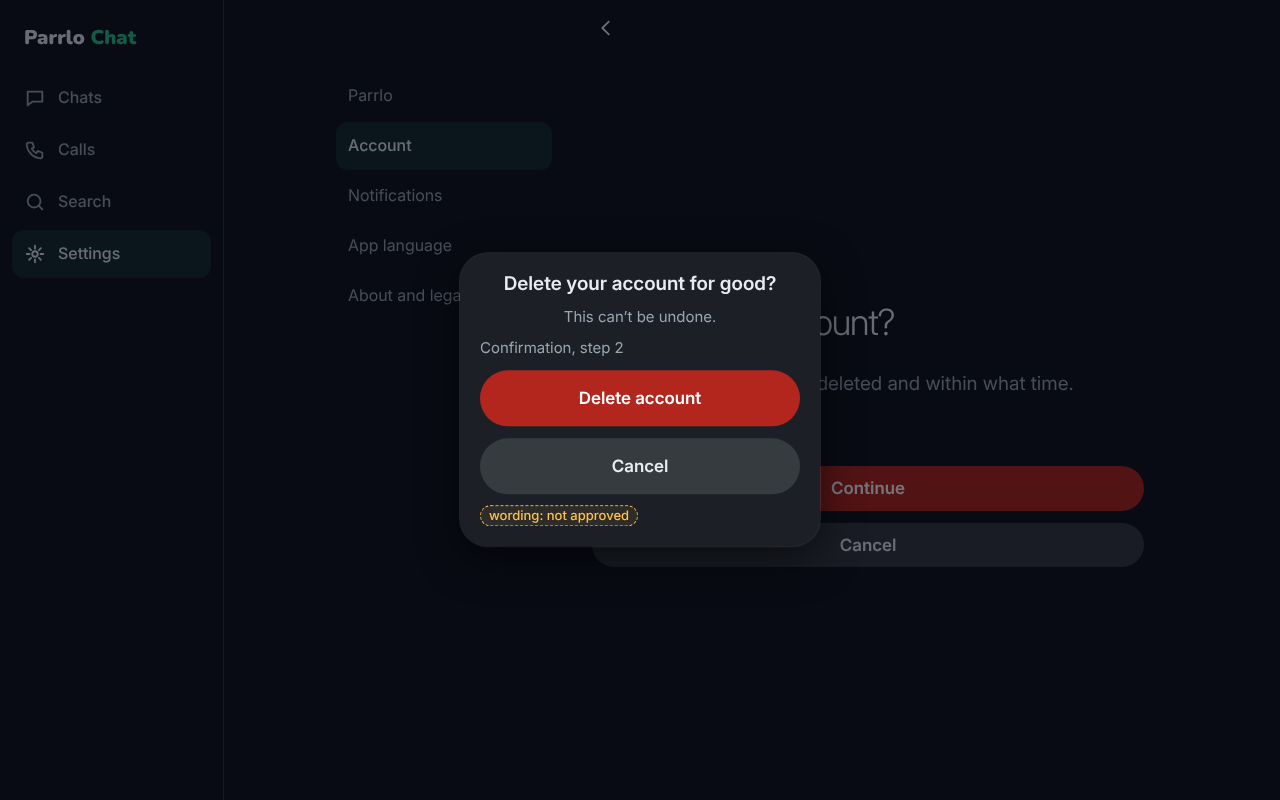 Parrlo Chat
Chats
Calls
Search
Settings
Parrlo
Account
Notifications
App language
About and lega
ount?
deleted and within what time.
Continue
Cancel
Delete your account for good?
This can’t be undone.
Confirmation, step 2
Delete account
Cancel
wording: not approved